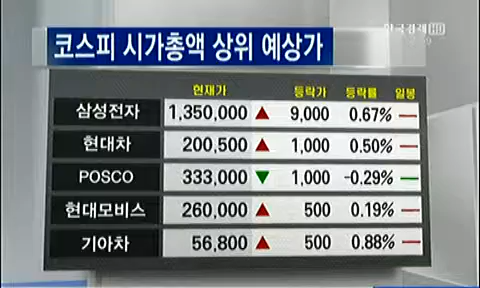 한국경제HD
코스피 시가총액 상위 예상가
현재가 등락가 등락률 일봉
삼성전자 1,350,000 ▲ 9,000 0.67%
현대차 200,500 ▲ 1,000 0.50%
POSCO 333,000 ▼ 1,000 -0.29%
현대모비스 260,000 ▲ 500 0.19%
기아차 56,800 ▲ 500 0.88%